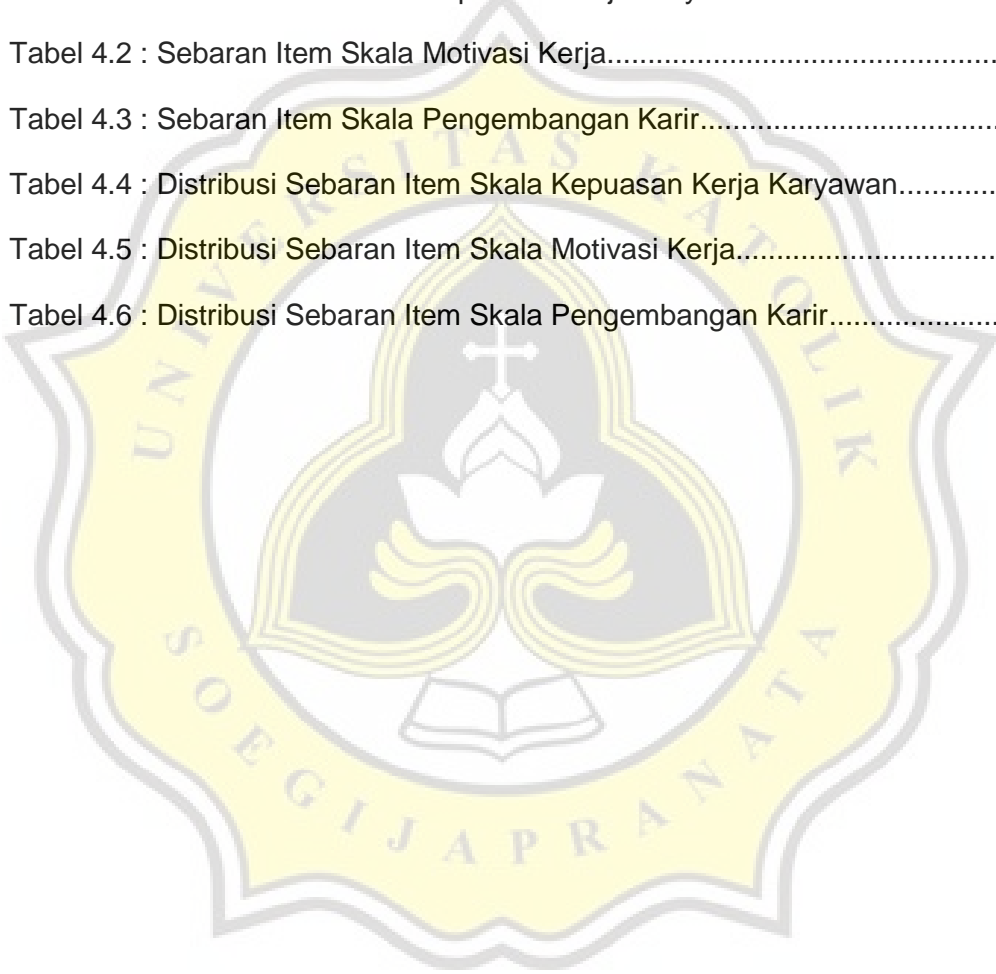 Tabel 4.2 : Sebaran Item Skala Motivasi Kerja................................................
Tabel 4.3 : Sebaran Item Skala Pengembangan Karir.....................................
Tabel 4.4 : Distribusi Sebaran Item Skala Kepuasan Kerja Karyawan............
Tabel 4.5 : Distribusi Sebaran Item Skala Motivasi Kerja................................
Tabel 4.6 : Distribusi Sebaran Item Skala Pengembangan Karir.....................
UNIVERSITAS KATOLIK
SOEGIJAPRANATA